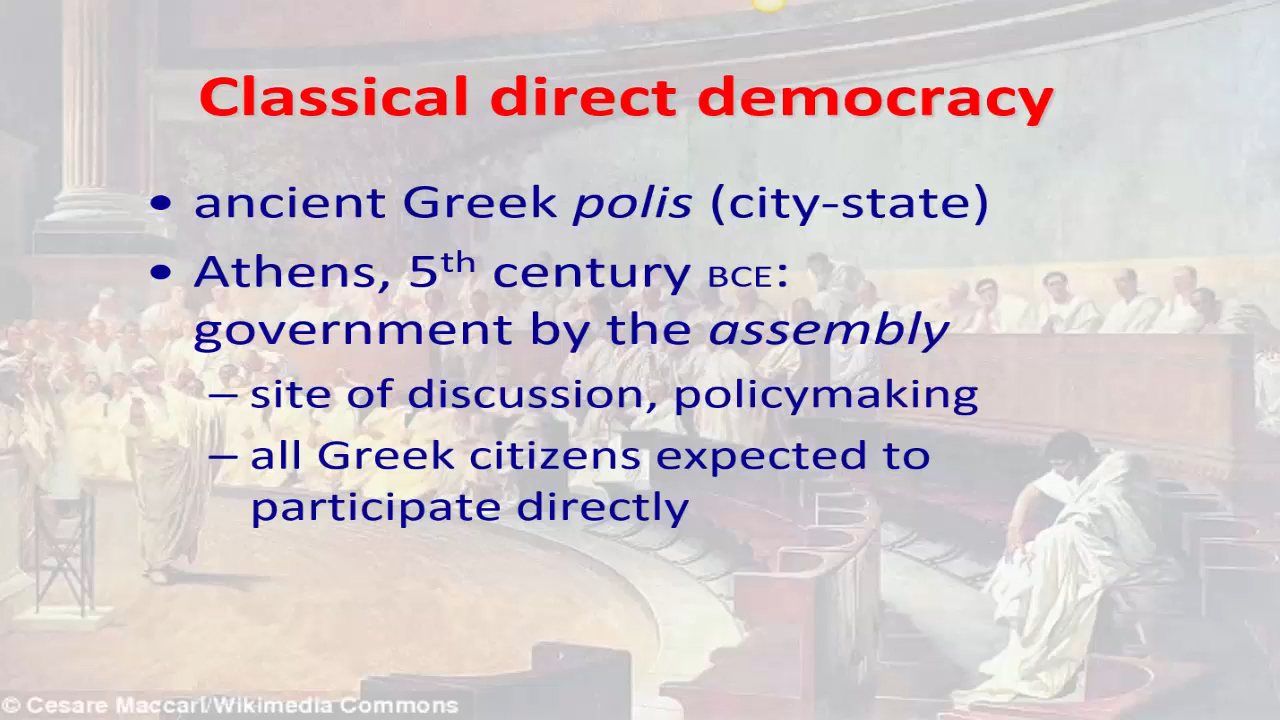 Classical direct democracy
• ancient Greek polis (city-state)
• Athens, 5th century BCE:
government by the assembly
– site of discussion, policymaking
– all Greek citizens expected to
participate directly
© Cesare Maccari/Wikimedia Commons